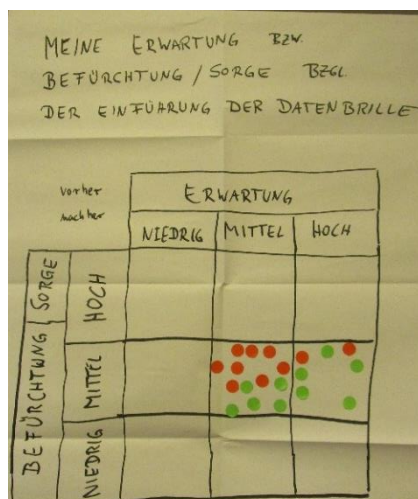 MEINE ERWARTUNG BZW.
BEFÜRCHTUNG / SORGE BZGL.
DER EINFÜHRUNG DER DATENBRILLE
vorher
nachher
ERWARTUNG
NIEDRIG MITTEL HOCH
BEFÜRCHTUNG / SORGE
HOCH
MITTEL
NIEDRIG